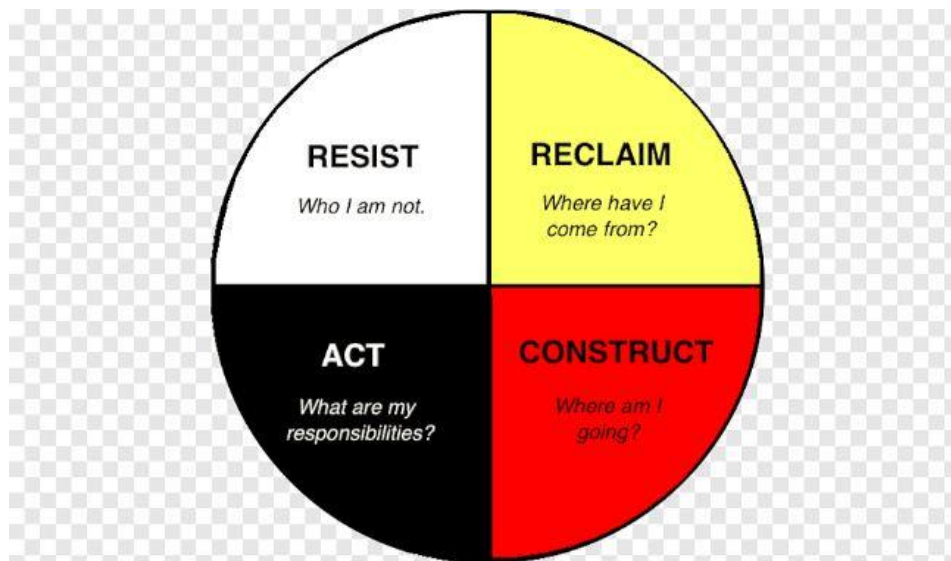 RESIST
Who I am not.
RECLAIM
Where have I
come from?
ACT
What are my
responsibilities?
CONSTRUCT
Where am I
going?